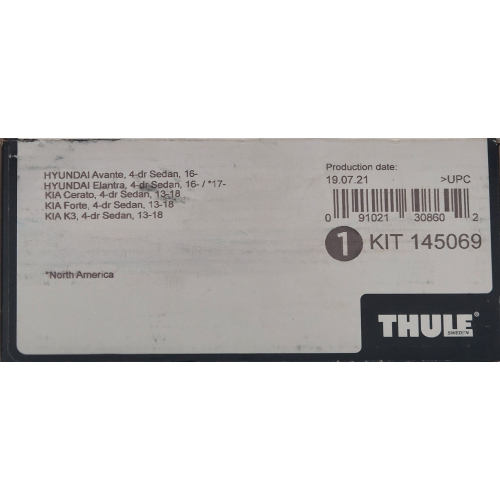 HYUNDAI Avante, 4-dr Sedan, 16-
HYUNDAI Elantra, 4-dr Sedan, 16- / *17-
KIA Cerato, 4-dr Sedan, 13-18
KIA Forte, 4-dr Sedan, 13-18
KIA K3, 4-dr Sedan, 13-18
*North America
Production date:
19.07.21 >UPC
0 91021 30860 2
1 KIT 145069
THULE
SWEDEN